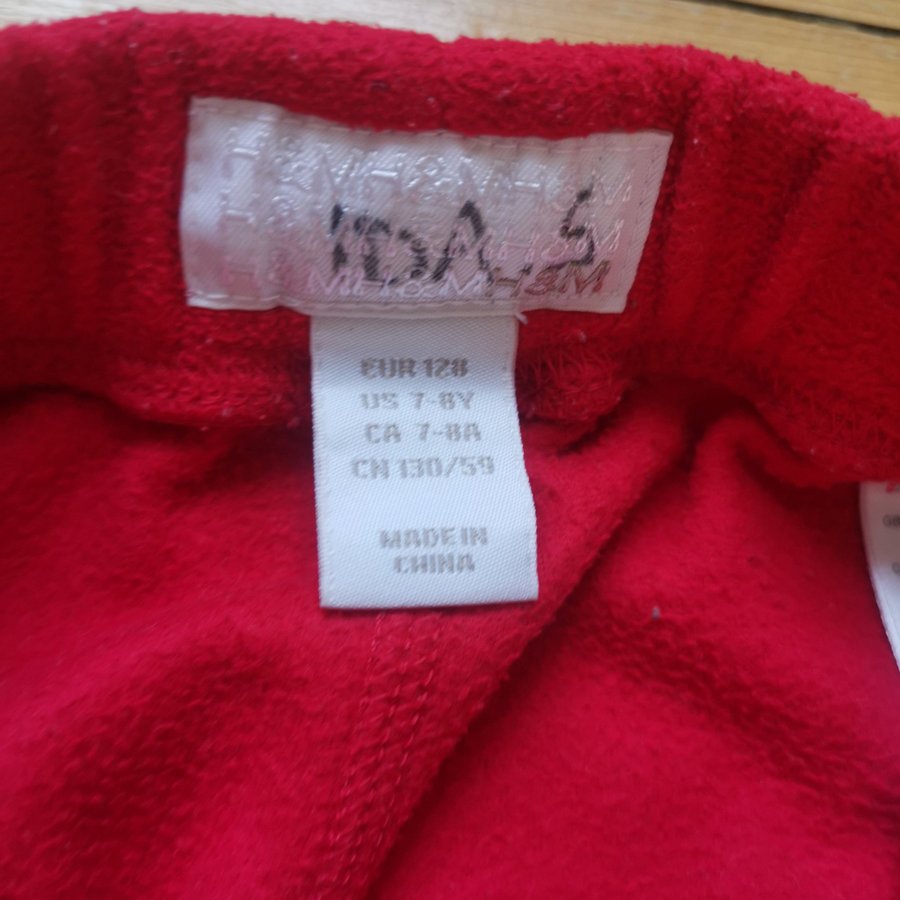 IDA S
H&M
EUR 128
US 7-8Y
CA 7-8A
CN 130/59
MADE IN
CHINA